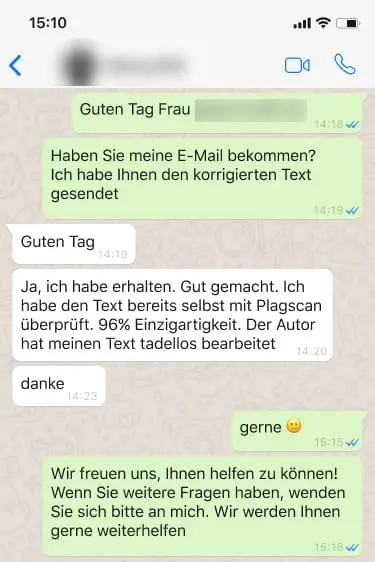 15:10
Guten Tag Frau
14:18
Haben Sie meine E-Mail bekommen?
Ich habe Ihnen den korrigierten Text
gesendet
14:19
Guten Tag
14:19
Ja, ich habe erhalten. Gut gemacht. Ich
habe den Text bereits selbst mit Plagscan
überprüft. 96% Einzigartigkeit. Der Autor
hat meinen Text tadellos bearbeitet
14:20
danke
14:23
gerne 🙂
15:15
Wir freuen uns, Ihnen helfen zu können!
Wenn Sie weitere Fragen haben, wenden
Sie sich bitte an mich. Wir werden Ihnen
gerne weiterhelfen
15:16